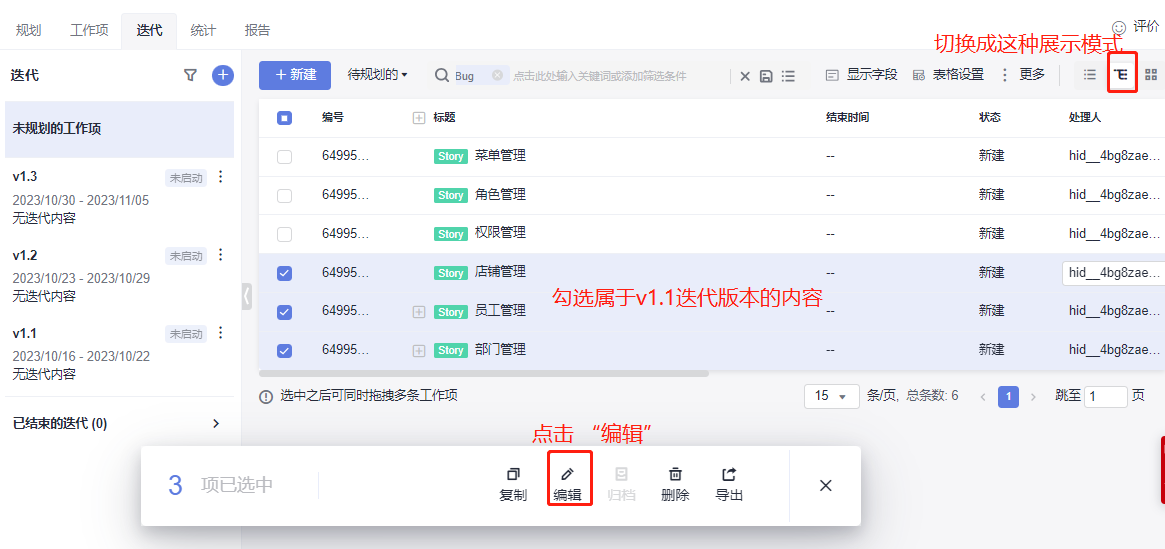 规划 工作项 迭代 统计 报告
评价
切换成这种展示模式
迭代
新建 待规划的 Bug 点击此处输入关键词或添加筛选条件 显示字段 表格设置 更多
未规划的工作项
编号 标题 结束时间 状态 处理人
64995... Story 菜单管理 -- 新建 hid__4bg8zae...
64995... Story 角色管理 -- 新建 hid__4bg8zae...
64995... Story 权限管理 -- 新建 hid__4bg8zae...
64995... Story 店铺管理 -- 新建 hid__4bg8zae...
勾选属于v1.1迭代版本的内容
64995... Story 员工管理 -- 新建 hid__4bg8zae...
64995... Story 部门管理 -- 新建 hid__4bg8zae...
v1.3 未启动
2023/10/30 - 2023/11/05
无迭代内容
v1.2 未启动
2023/10/23 - 2023/10/29
无迭代内容
v1.1 未启动
2023/10/16 - 2023/10/22
无迭代内容
已结束的迭代 (0)
选中之后可同时拖拽多条工作项
15 条/页, 总条数: 6 1 跳至 1 页
点击 “编辑”
3 项已选中
复制 编辑 归档 删除 导出